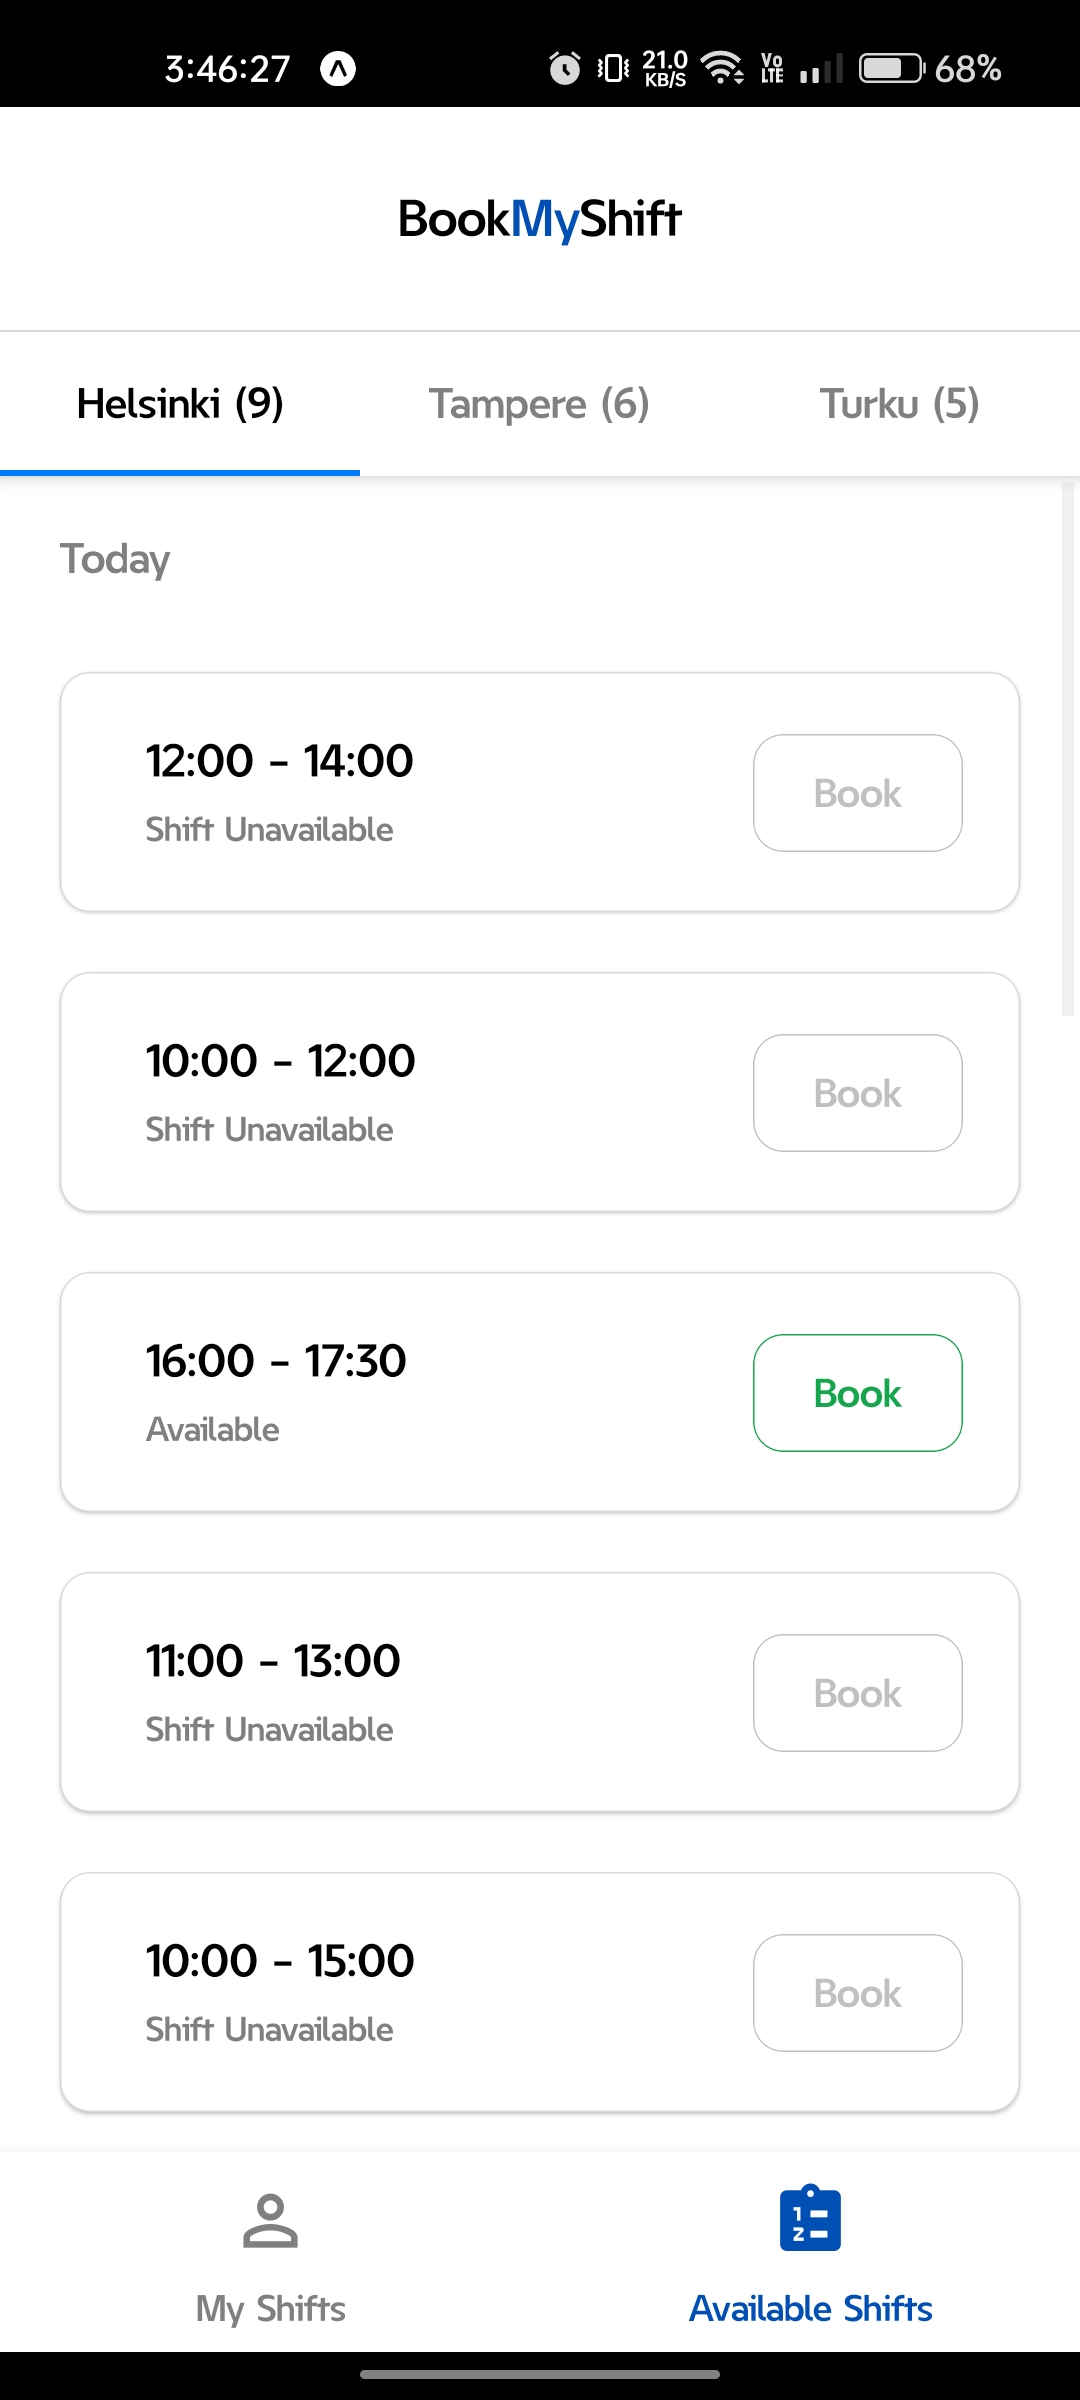 3:46:27 21.0 KB/S Vo LTE 68%
BookMyShift
Helsinki (9) Tampere (6) Turku (5)
Today
12:00 - 14:00
Shift Unavailable
Book
10:00 - 12:00
Shift Unavailable
Book
16:00 - 17:30
Available
Book
11:00 - 13:00
Shift Unavailable
Book
10:00 - 15:00
Shift Unavailable
Book
My Shifts Available Shifts